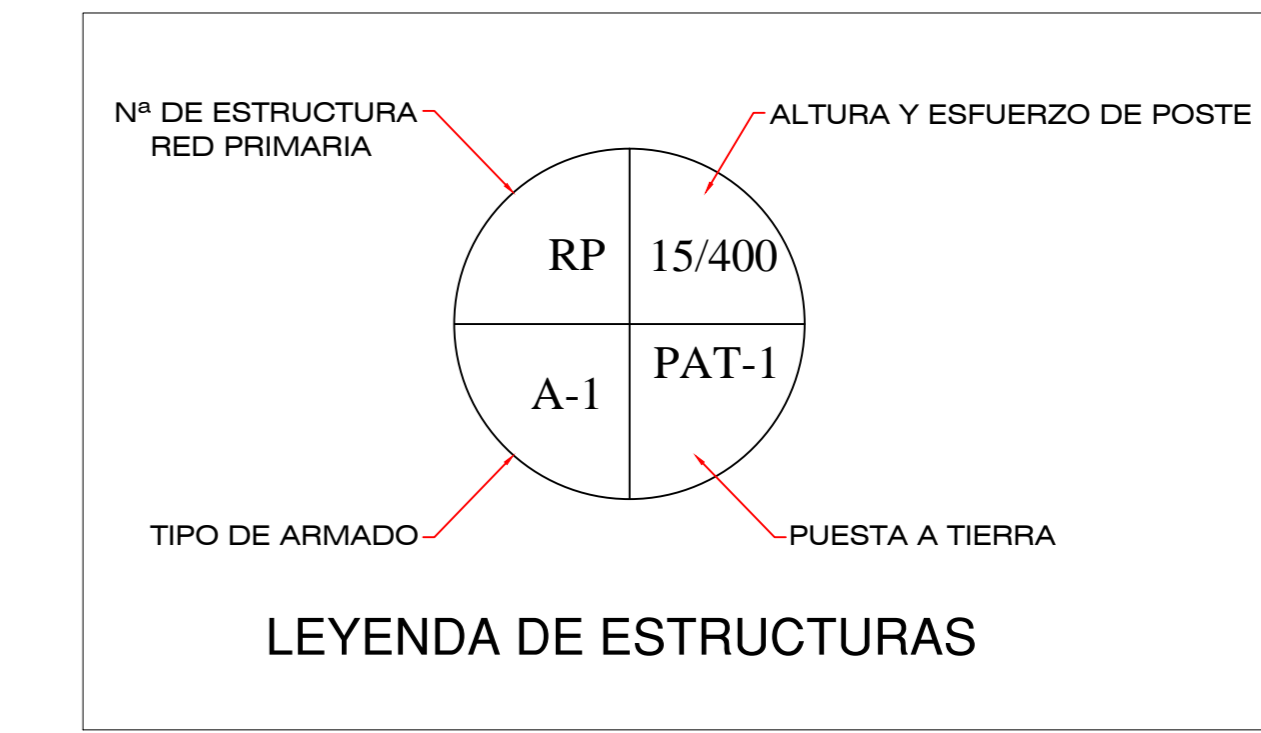 Nª DE ESTRUCTURA
RED PRIMARIA
ALTURA Y ESFUERZO DE POSTE
RP
15/400
A-1
PAT-1
TIPO DE ARMADO
PUESTA A TIERRA
LEYENDA DE ESTRUCTURAS